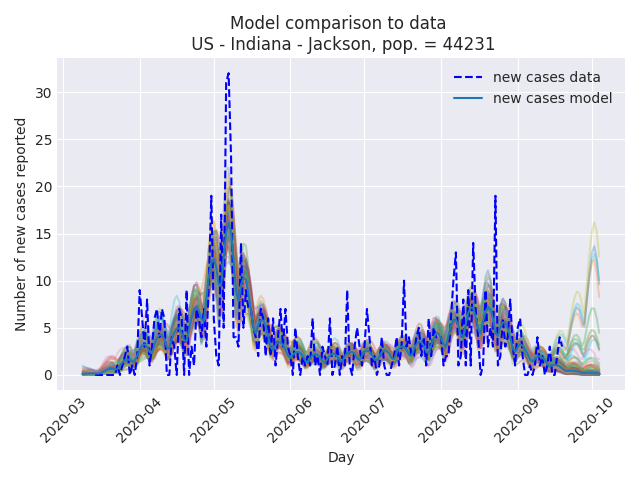 Model comparison to data
US - Indiana - Jackson, pop. = 44231
new cases data
new cases model
Number of new cases reported
30
25
20
15
10
5
0
2020-03
2020-04
2020-05
2020-06
2020-07
2020-08
2020-09
2020-10
Day